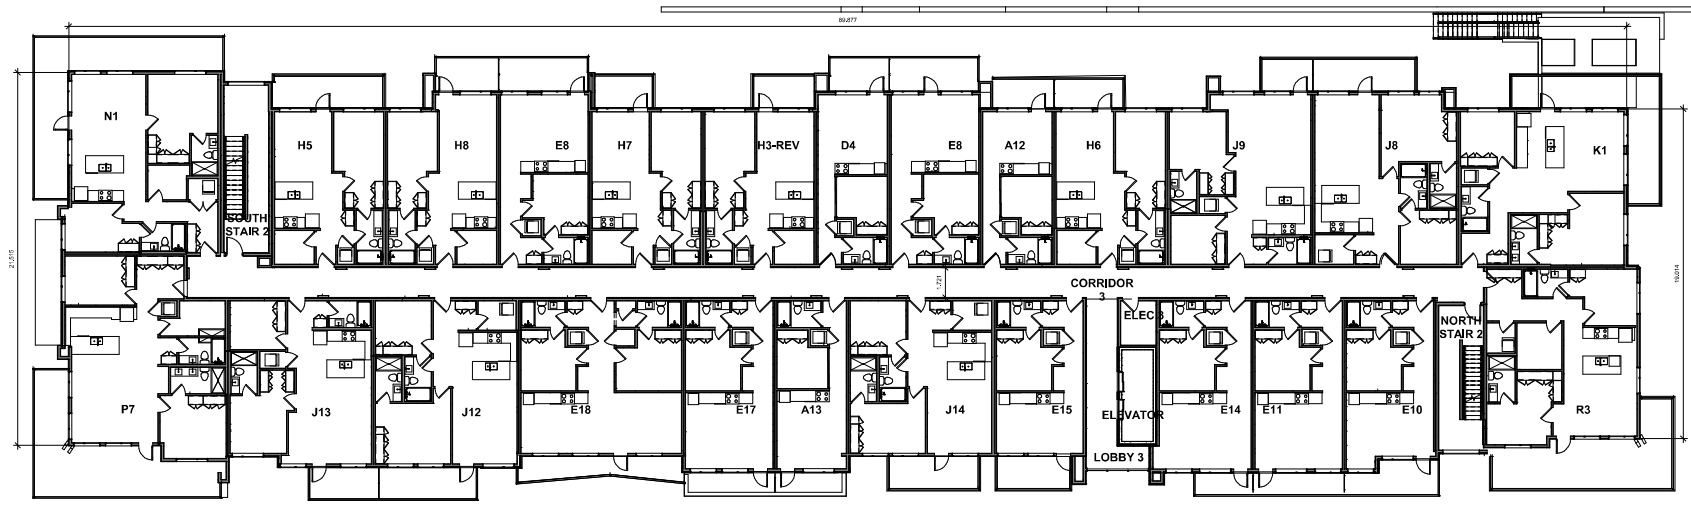 89.877
N1
H5
H8
E8
H7
H3-REV
D4
E8
A12
H6
J9
J8
K1
SOUTH
STAIR 2
21.515
1.721
CORRIDOR
3
19.014
ELEC 3
NORTH
STAIR 2
P7
J13
J12
E18
E17
A13
J14
E15
ELEVATOR
E14
E11
E10
R3
LOBBY 3